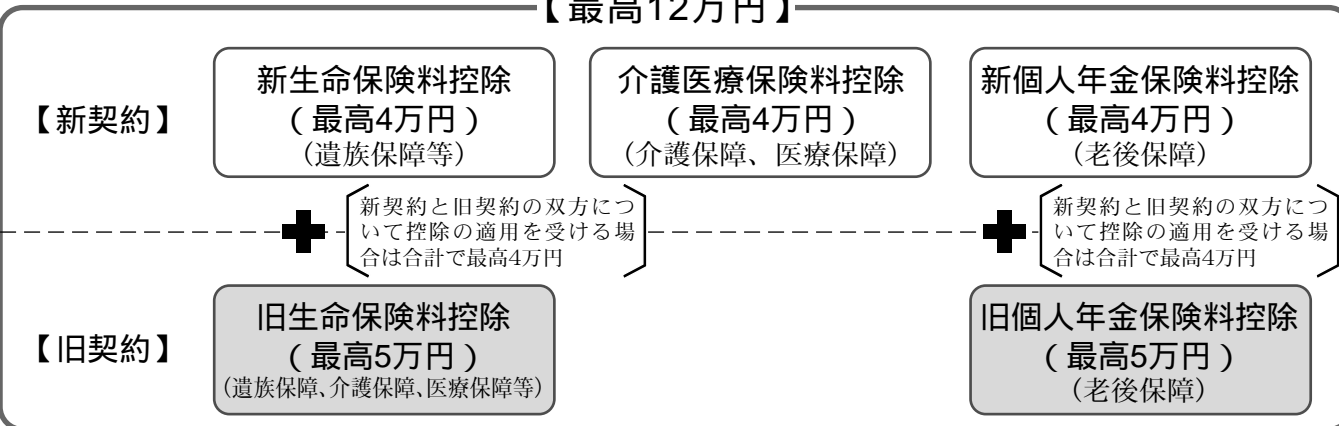 【最高12万円】
【新契約】
新生命保険料控除
(最高4万円)
(遺族保障等)
介護医療保険料控除
(最高4万円)
(介護保障、医療保障)
新個人年金保険料控除
(最高4万円)
(老後保障)
新契約と旧契約の双方につ
いて控除の適用を受ける場
合は合計で最高4万円
新契約と旧契約の双方につ
いて控除の適用を受ける場
合は合計で最高4万円
【旧契約】
旧生命保険料控除
(最高5万円)
(遺族保障、介護保障、医療保障等)
旧個人年金保険料控除
(最高5万円)
(老後保障)